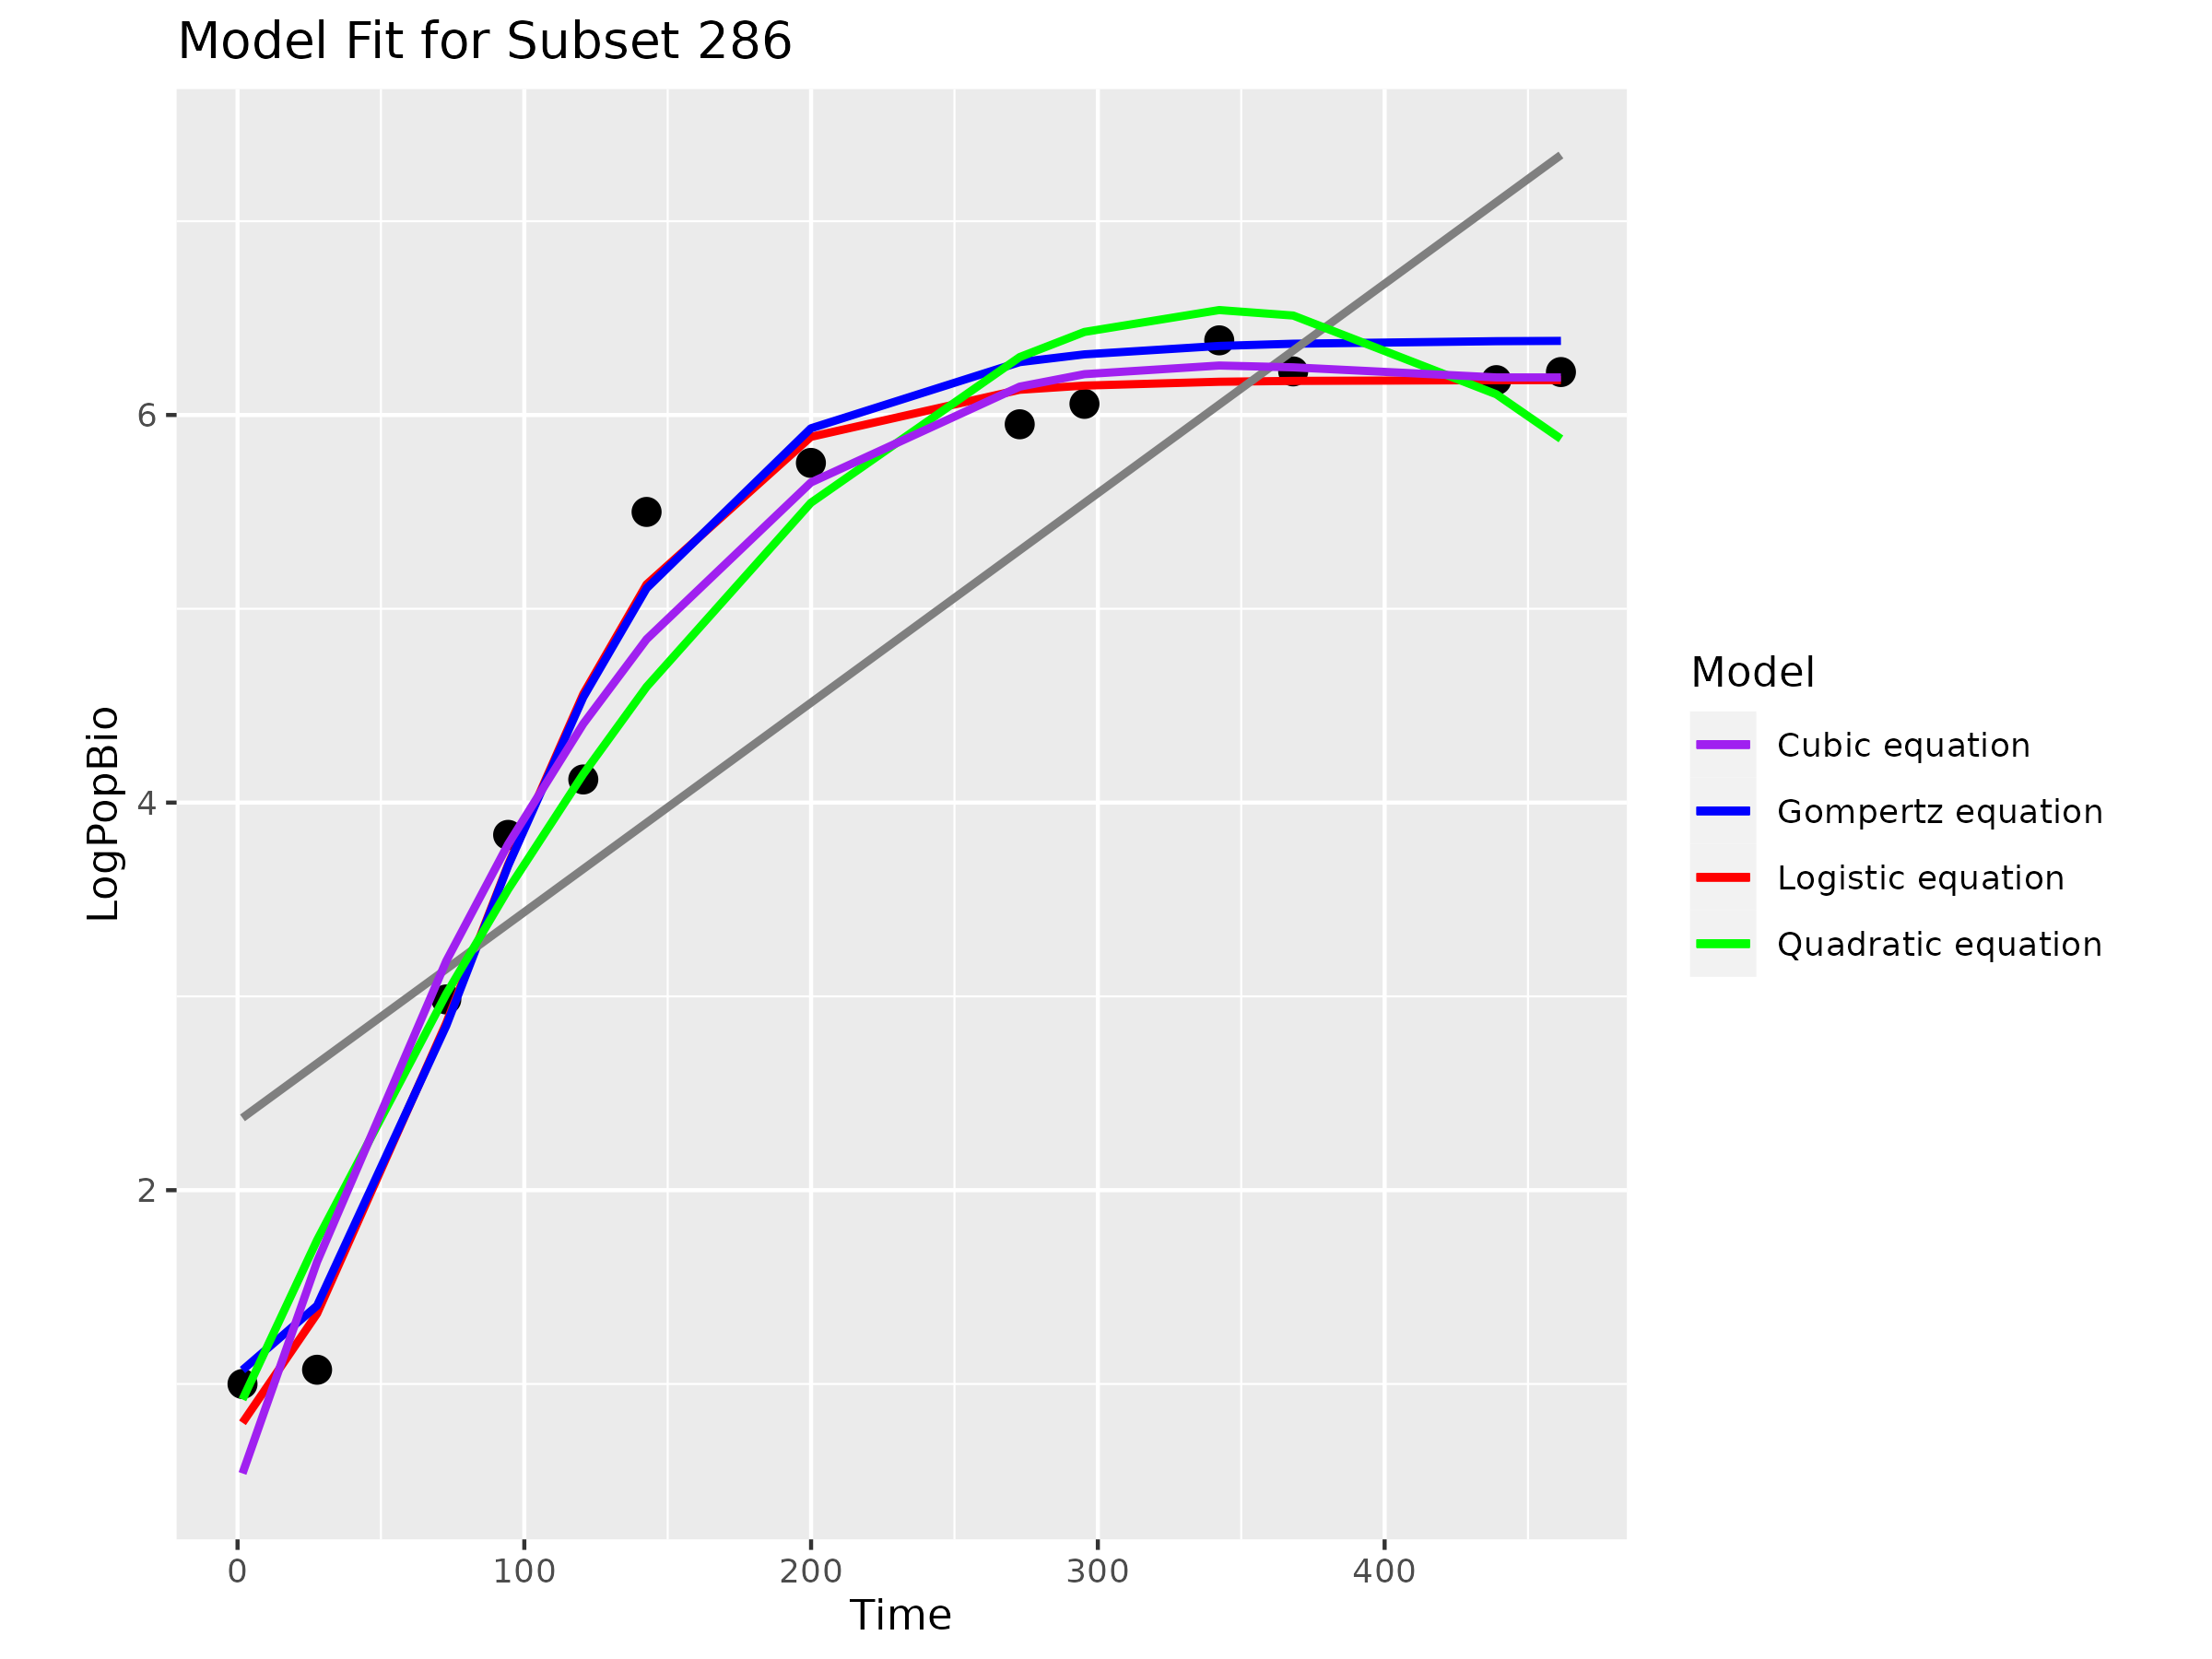 Model Fit for Subset 286
6
4
2
LogPopBio
0 100 200 300 400
Time
Model
Cubic equation
Gompertz equation
Logistic equation
Quadratic equation